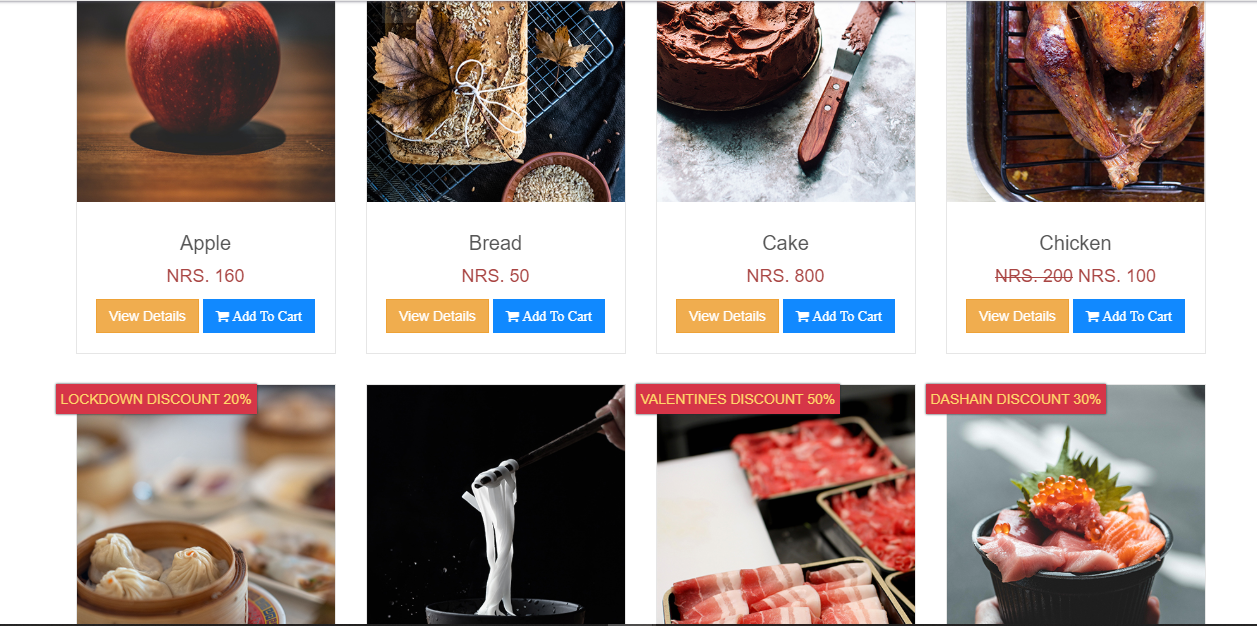 Apple
NRS. 160
View Details Add To Cart
Bread
NRS. 50
View Details Add To Cart
Cake
NRS. 800
View Details Add To Cart
Chicken
NRS. 200 NRS. 100
View Details Add To Cart
LOCKDOWN DISCOUNT 20%
VALENTINES DISCOUNT 50%
DASHAIN DISCOUNT 30%